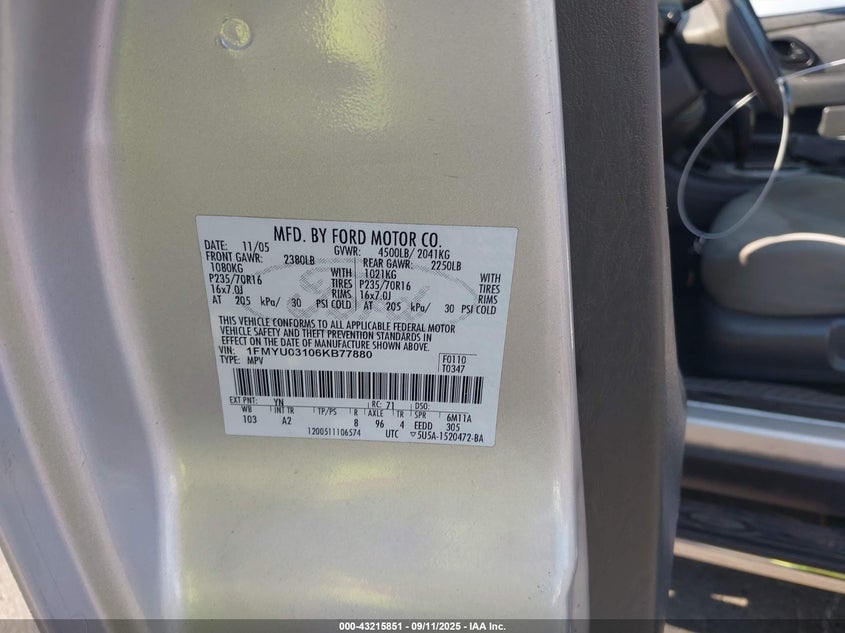 MFD. BY FORD MOTOR CO.
DATE: 11/05 GVWR: 4500LB/ 2041KG
FRONT GAWR: 2380LB REAR GAWR: 2250LB
1080KG WITH 1021KG WITH
P235/70R16 TIRES P235/70R16 TIRES
16x7.0J RIMS 16x7.0J RIMS
AT 205 kPa/ 30 PSI COLD AT 205 kPa/ 30 PSI COLD
THIS VEHICLE CONFORMS TO ALL APPLICABLE FEDERAL MOTOR
VEHICLE SAFETY AND THEFT PREVENTION STANDARDS IN
EFFECT ON THE DATE OF MANUFACTURE SHOWN ABOVE.
VIN: 1FMYU03106KB77880 F0110
TYPE: MPV T0347
EXT PNT: YN RC: 71 DSO:
WB INT TR TP/PS R AXLE TR 6M11A
103 A2 8 96 4 EEDD 305
1200511106574 UTC ▽5U5A-1520472-BA
Ford
000-43215851 - 09/11/2025 - IAA Inc.